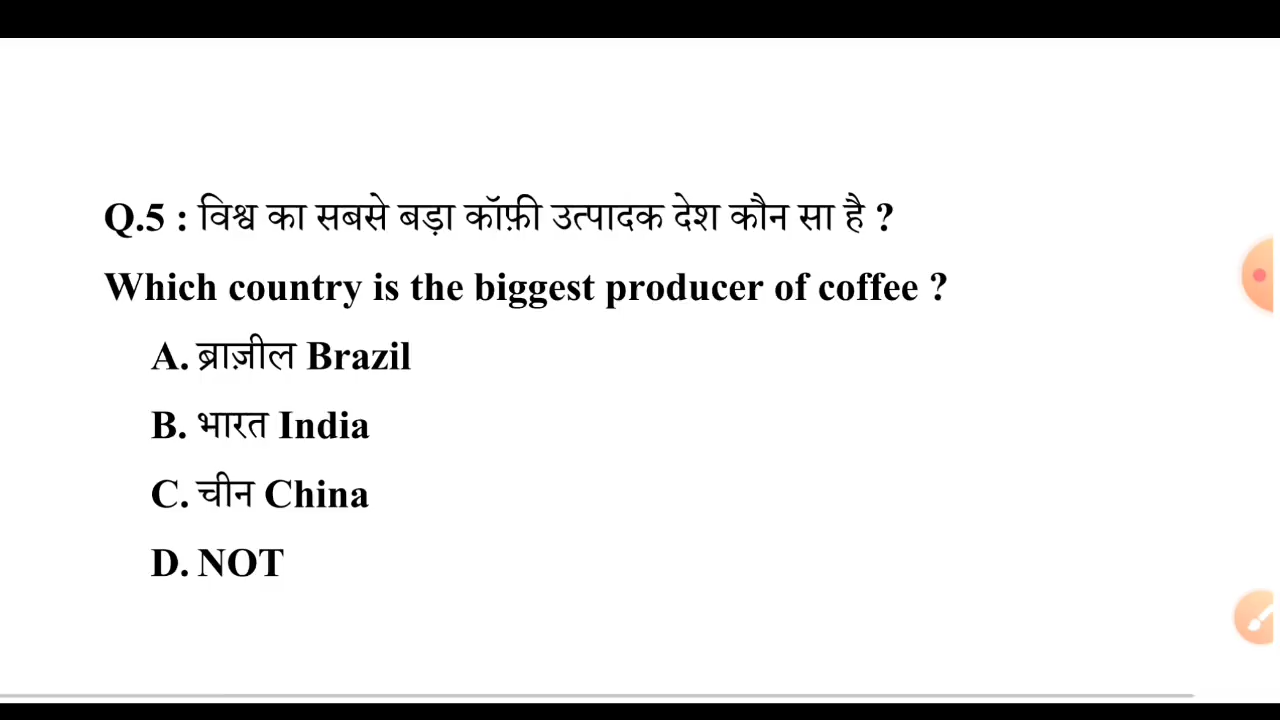 Q.5 : विश्व का सबसे बड़ा कॉफ़ी उत्पादक देश कौन सा है ?
Which country is the biggest producer of coffee ?
A. ब्राज़ील Brazil
B. भारत India
C. चीन China
D. NOT